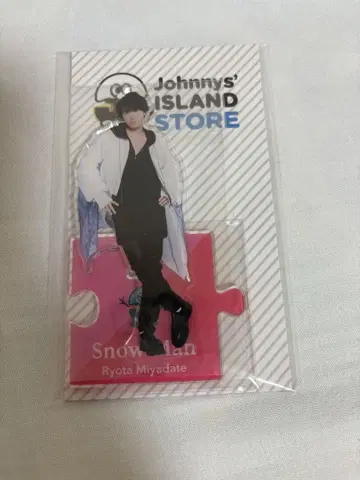 Johnnys'
ISLAND
STORE
Snow Man
Ryota Miyadate